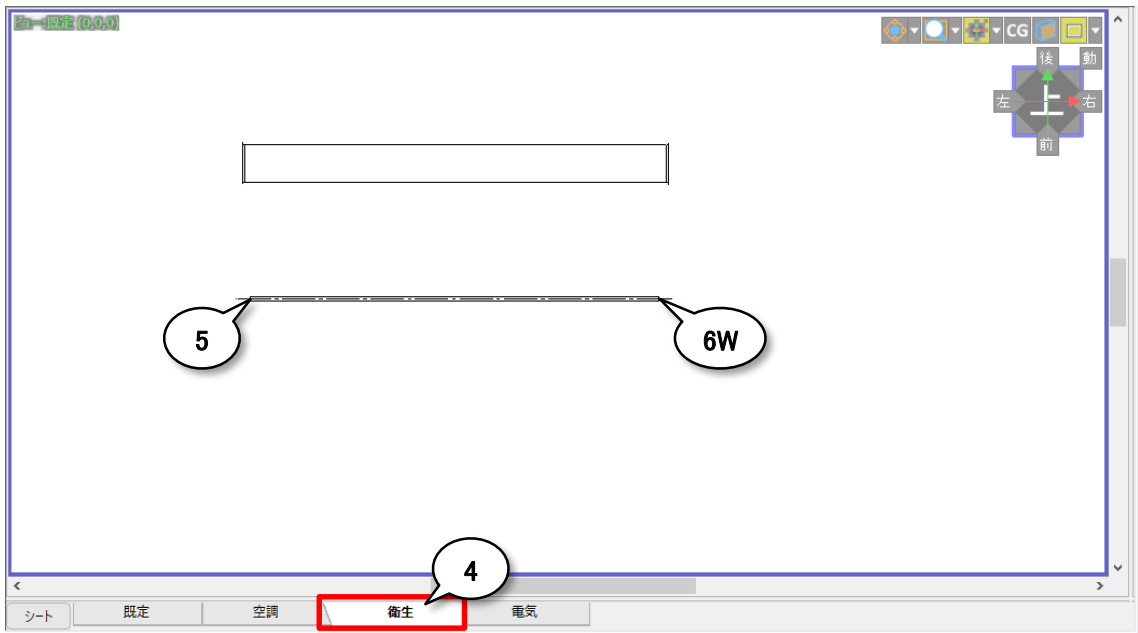 ビュー:既定 (0,0,0)
CG
後 動
左 上 右
前
5
6W
4
シート 既定 空調 衛生 電気